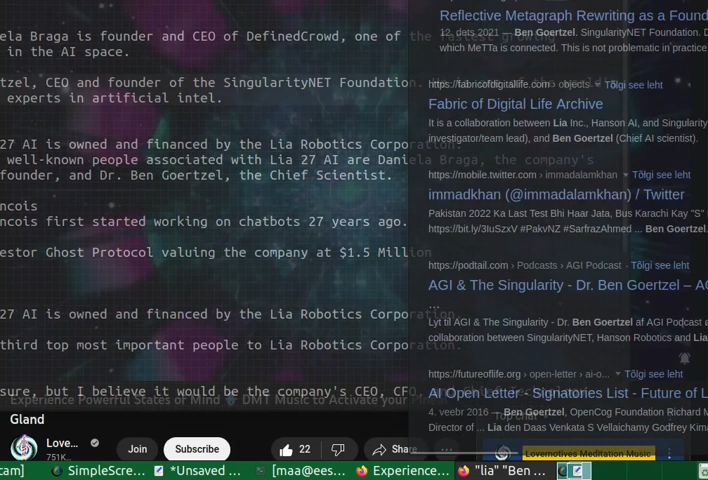 ela Braga is founder and CEO of DefinedCrowd, one of the fastest growing
in the AI space.
tzel, CEO and founder of the SingularityNET Foundation.
experts in artificial intel.
27 AI is owned and financed by the Lia Robotics Corporation.
well-known people associated with Lia 27 AI are Daniela Braga, the company's
founder, and Dr. Ben Goertzel, the Chief Scientist.
ncois
ncois first started working on chatbots 27 years ago.
estor Ghost Protocol valuing the company at $1.5 Million
27 AI is owned and financed by the Lia Robotics Corporation.
third top most important people to Lia Robotics Corporation.
sure, but I believe it would be the company's CEO, CFO, and Chief
Experience Powerful States of Mind DMT Music to Activate your
Gland
Love...
751K...
Join
Subscribe
22
Share
Reflective Metagraph Rewriting as a Found
12. dets 2021 — Ben Goertzel. SingularityNET Foundation. D
which MeTTa is connected. This is not problematic in practice
https://fabricofdigitallife.com › objects Tõlgi see leht
Fabric of Digital Life Archive
It is a collaboration between Lia Inc., Hanson AI, and Singularity
investigator/team lead), and Ben Goertzel (Chief AI scientist).
https://mobile.twitter.com › immadalamkhan Tõlgi see leht
immadkhan (@immadalamkhan) / Twitter
Pakistan 2022 Ka Last Test Bhi Haar Jata, Bus Karachi Kay "S"
https://bit.ly/3IuSzxV #PakvNZ #SarfrazAhmed ... Ben Goertzel
https://podtail.com › Podcasts › AGI Podcast Tõlgi see leht
AGI & The Singularity - Dr. Ben Goertzel – AG
...
Lyt til AGI & The Singularity - Dr. Ben Goertzel af AGI Podcast a
collaboration between SingularityNET, Hanson Robotics and Lia
https://futureoflife.org › open-letter › ai-o... Tõlgi see leht
AI Open Letter - Signatories List - Future of L
4. veebr 2016 — Ben Goertzel, OpenCog Foundation Richard M
Top chat
Director of ... Lia den Daas Venkata S Vellaichamy Godfrey Kima
Lovemotives Meditation Music
cam]
SimpleScre...
*Unsaved ...
[maa@ees...
Experience...
"lia" "Ben ...